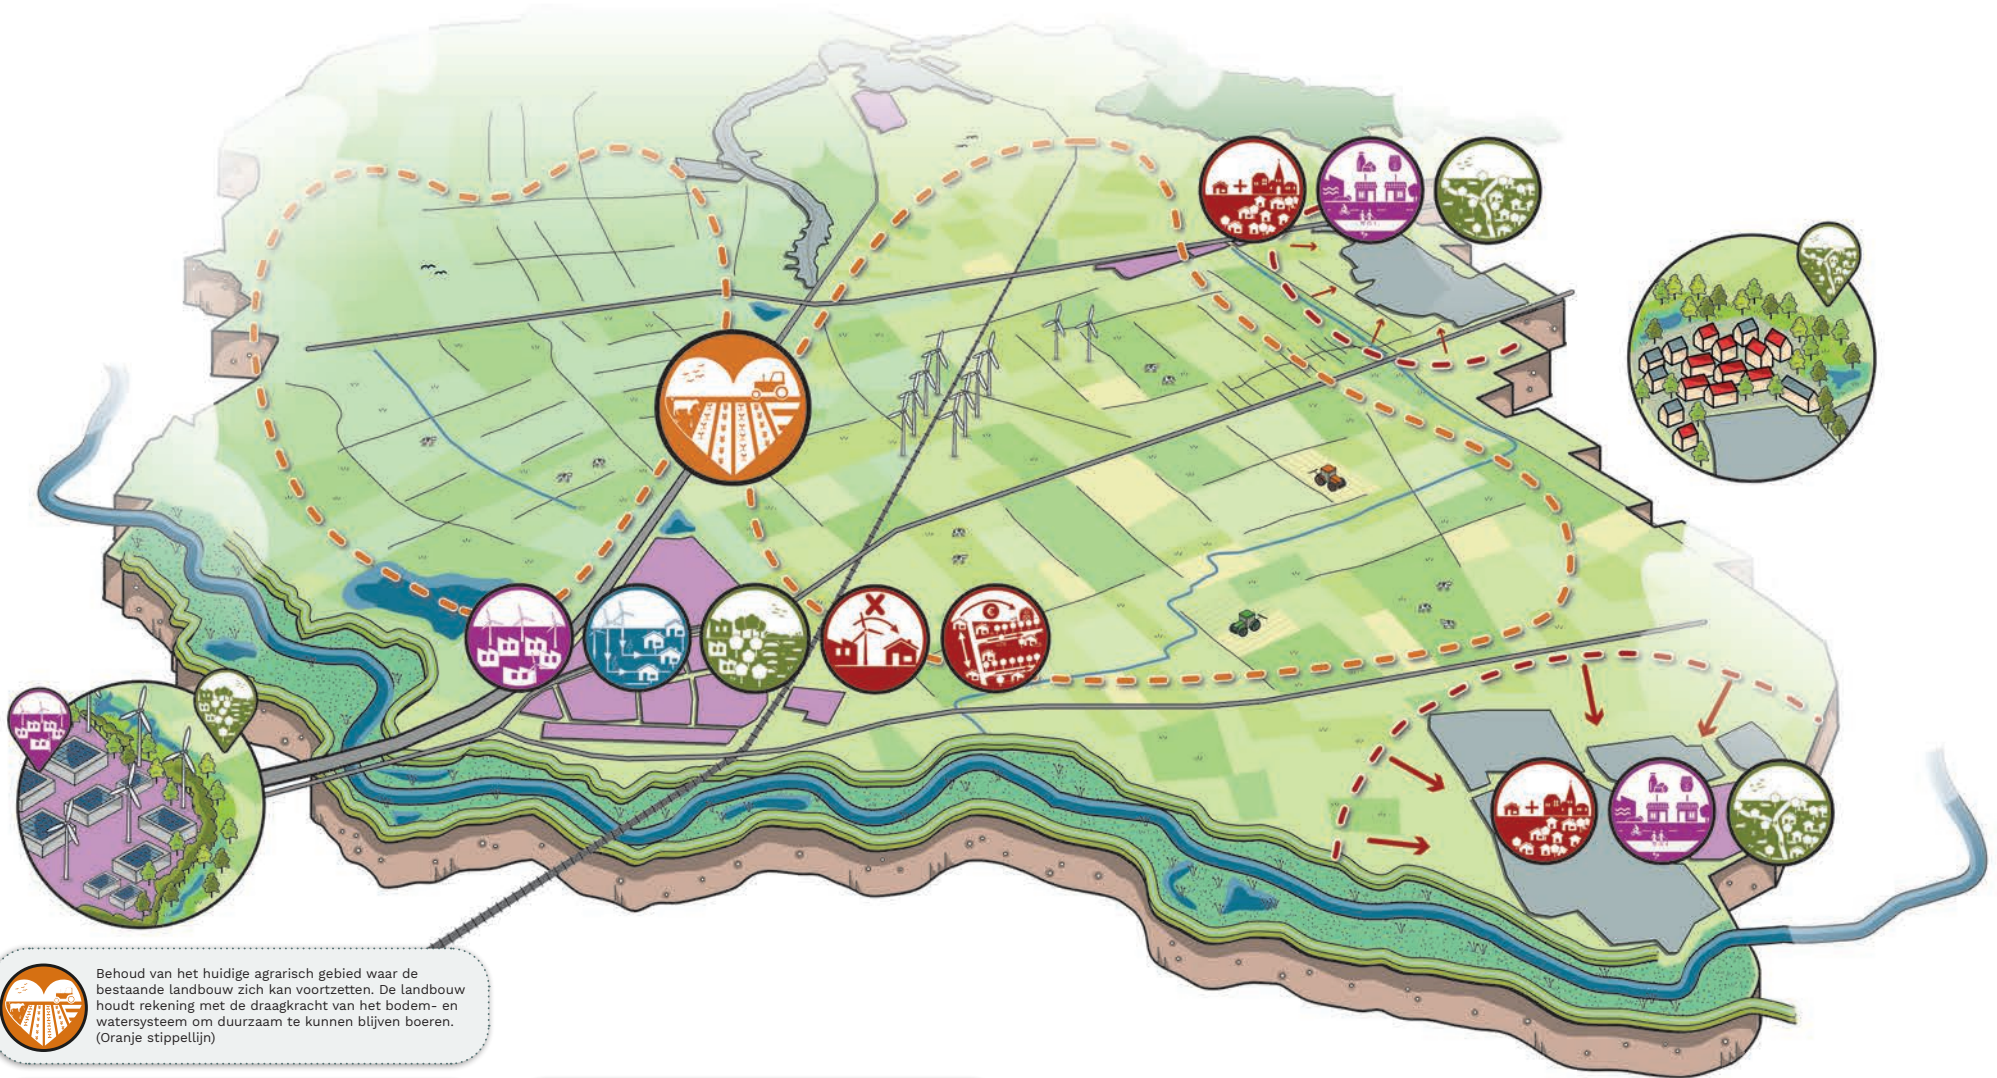 Behoud van het huidige agrarisch gebied waar de
bestaande landbouw zich kan voortzetten. De landbouw
houdt rekening met de draagkracht van het bodem- en
watersysteem om duurzaam te kunnen blijven boeren.
(Oranje stippellijn)